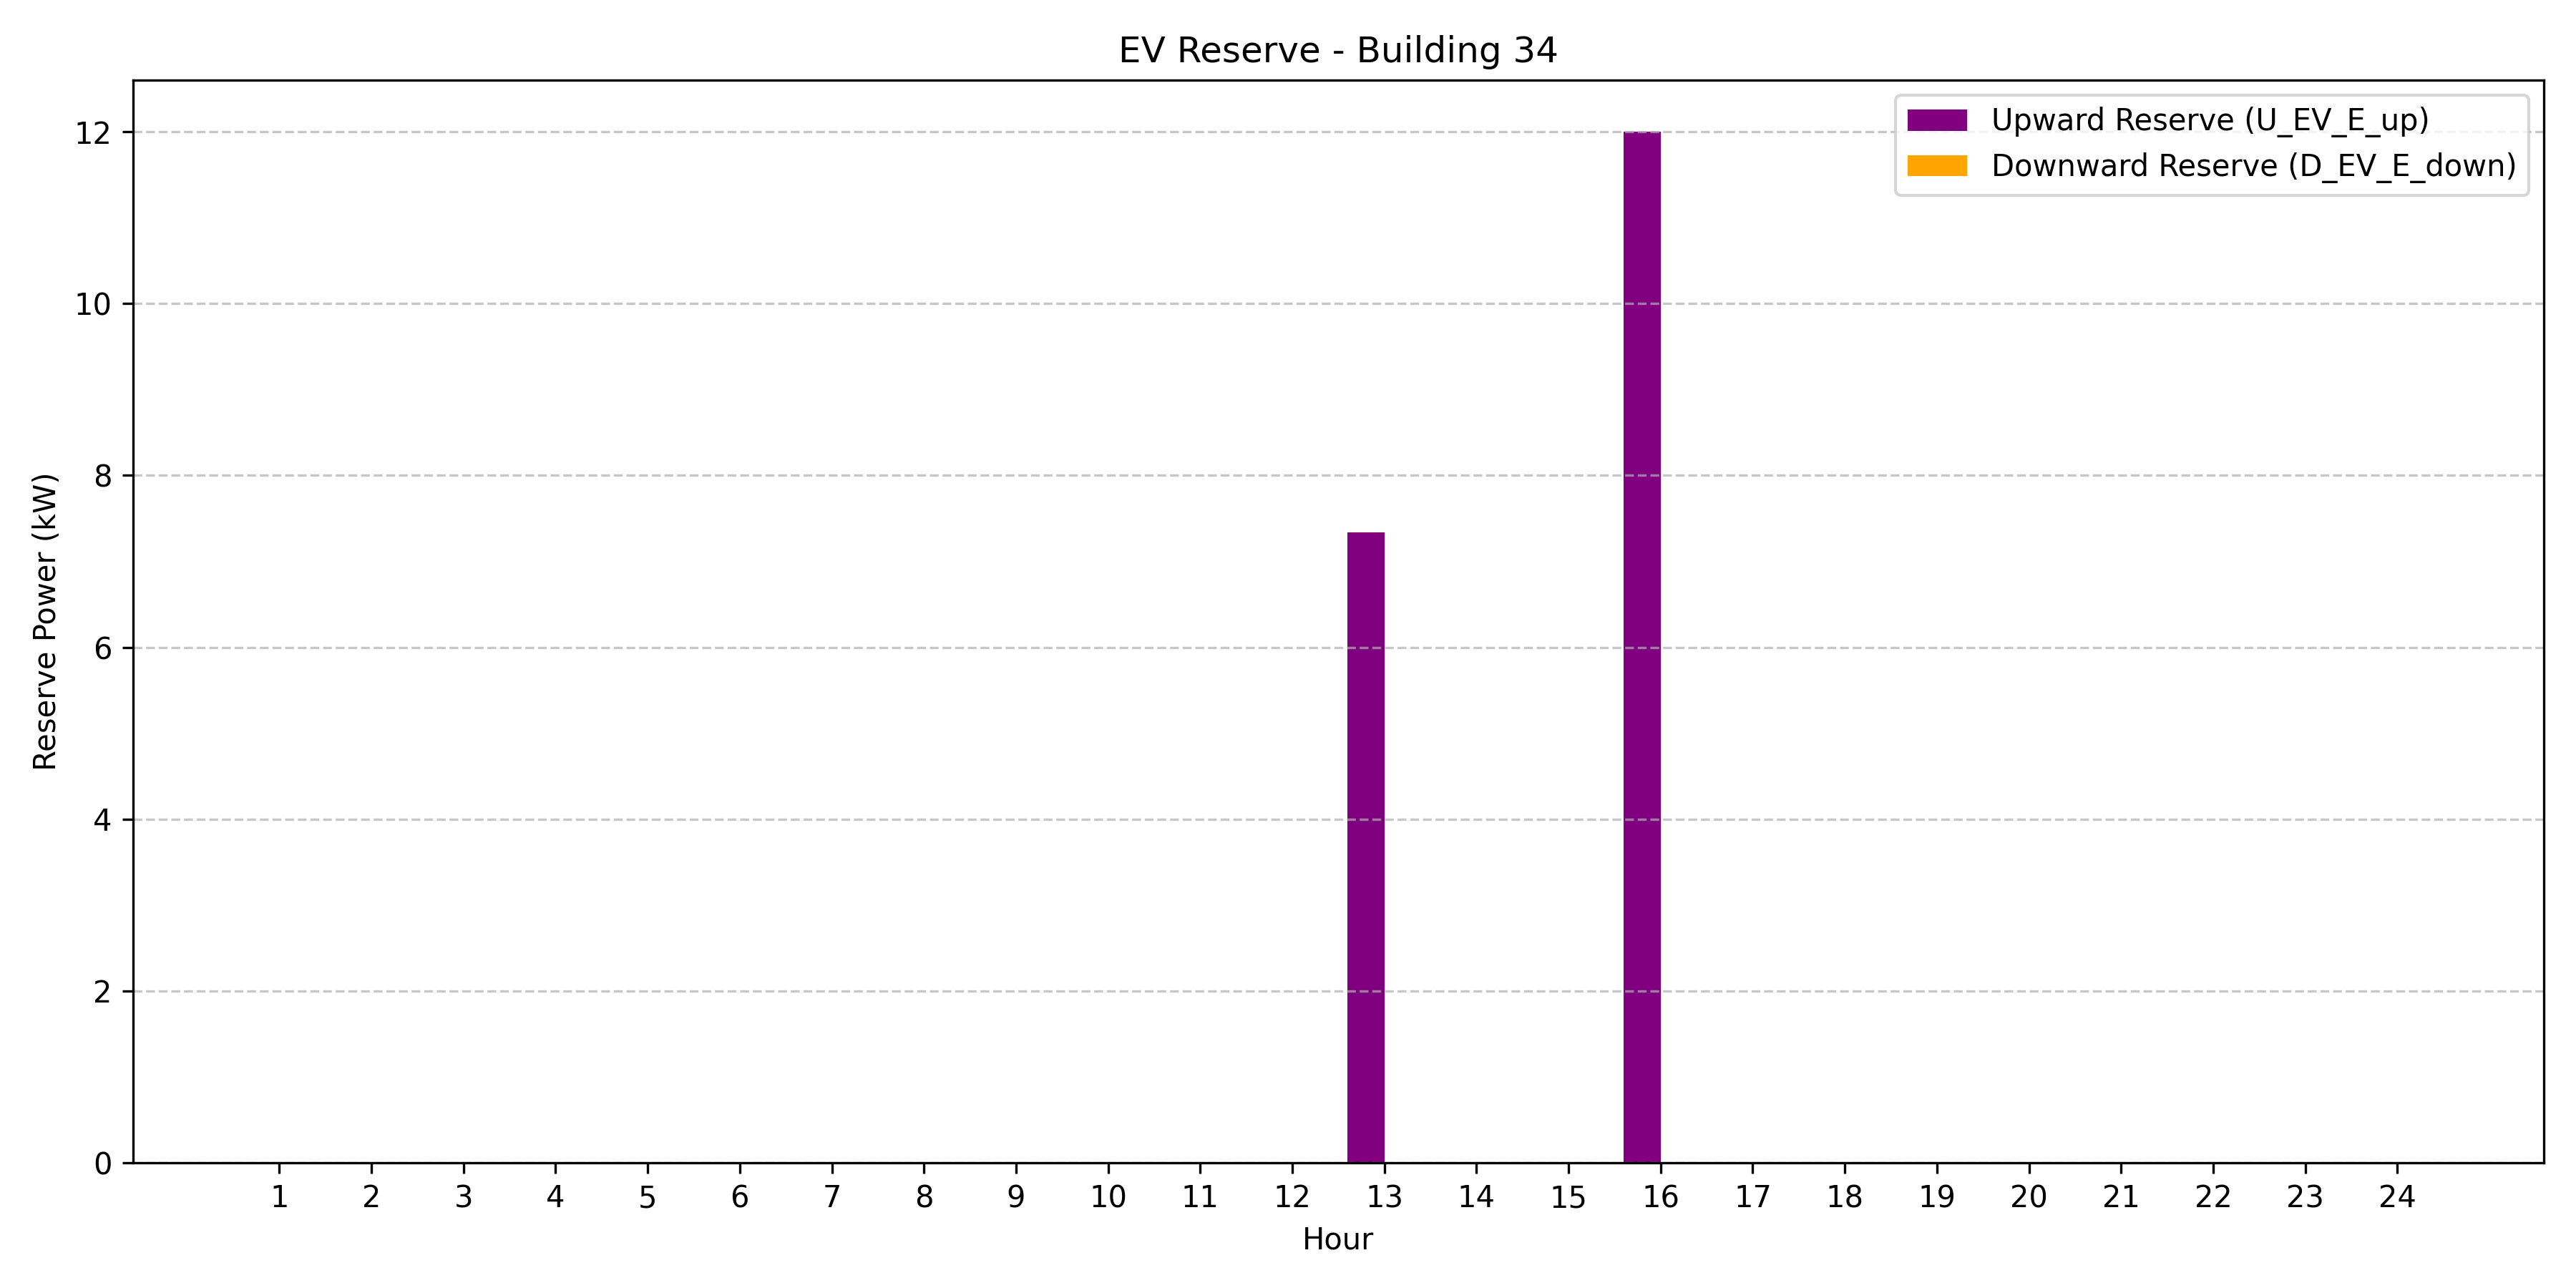 EV Reserve - Building 34
Upward Reserve (U_EV_E_up)
Downward Reserve (D_EV_E_down)
Reserve Power (kW)
12
10
8
6
4
2
0
1 2 3 4 5 6 7 8 9 10 11 12 13 14 15 16 17 18 19 20 21 22 23 24
Hour